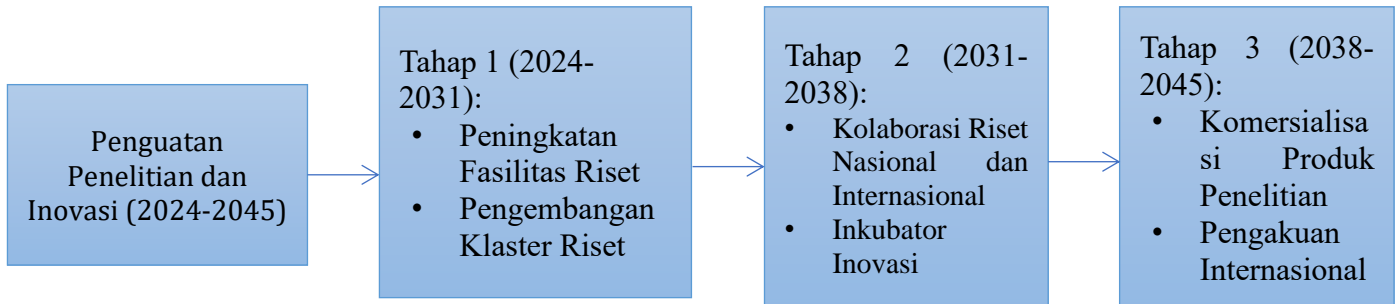 Penguatan
Penelitian dan
Inovasi (2024-2045)
Tahap 1 (2024-
2031):
• Peningkatan
Fasilitas Riset
• Pengembangan
Klaster Riset
Tahap 2 (2031-
2038):
• Kolaborasi Riset
Nasional dan
Internasional
• Inkubator
Inovasi
Tahap 3 (2038-
2045):
• Komersialisa
si Produk
Penelitian
• Pengakuan
Internasional